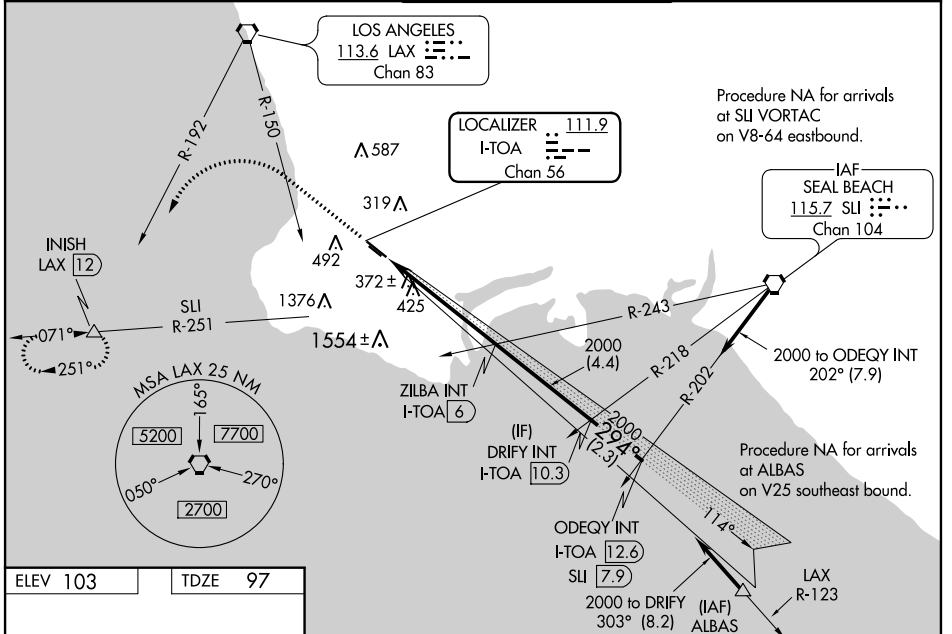 LOS ANGELES
113.6 LAX
Chan 83
R-192
R-150
587
LOCALIZER 111.9
I-TOA
Chan 56
Procedure NA for arrivals
at SLI VORTAC
on V8-64 eastbound.
IAF
SEAL BEACH
115.7 SLI
Chan 104
319
492
INISH
LAX 12
372 ±
425
1376
SLI
R-251
R-243
071°
251°
1554 ±
2000
(4.4)
R-218
R-202
2000 to ODEQY INT
202° (7.9)
ZILBA INT
I-TOA 6
MSA LAX 25 NM
165°
5200
7700
050°
270°
2700
2000
294°
(2.3)
(IF)
DRIFY INT
I-TOA 10.3
Procedure NA for arrivals
at ALBAS
on V25 southeast bound.
114°
ODEQY INT
I-TOA 12.6
SLI 7.9
ELEV 103
TDZE 97
2000 to DRIFY
303° (8.2)
(IAF)
ALBAS
LAX
R-123